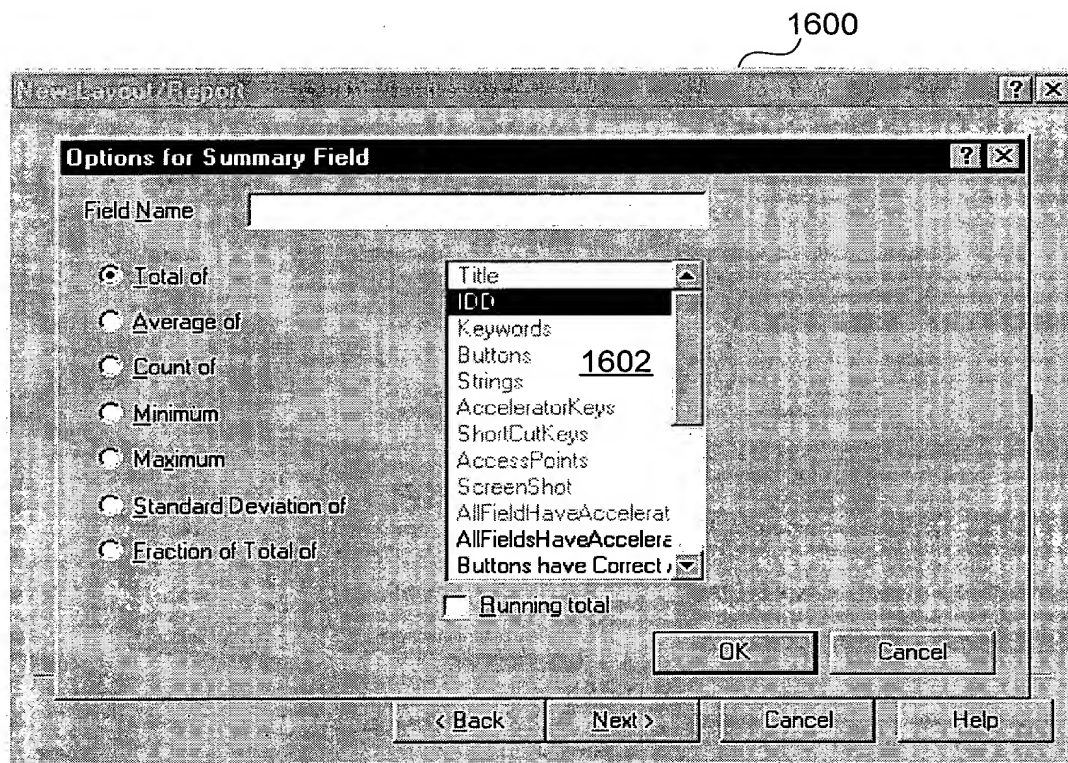 1600
New Layout/Report
Options for Summary Field
Field Name
Total of
Average of
Count of
Minimum
Maximum
Standard Deviation of
Fraction of Total of
Title
IDD
Keywords
Buttons
1602
Strings
AcceleratorKeys
ShortCutKeys
AccessPoints
ScreenShot
AllFieldHaveAccelerat
AllFieldsHaveAccelera
Buttons have Correct
Running total
OK
Cancel
< Back
Next >
Cancel
Help